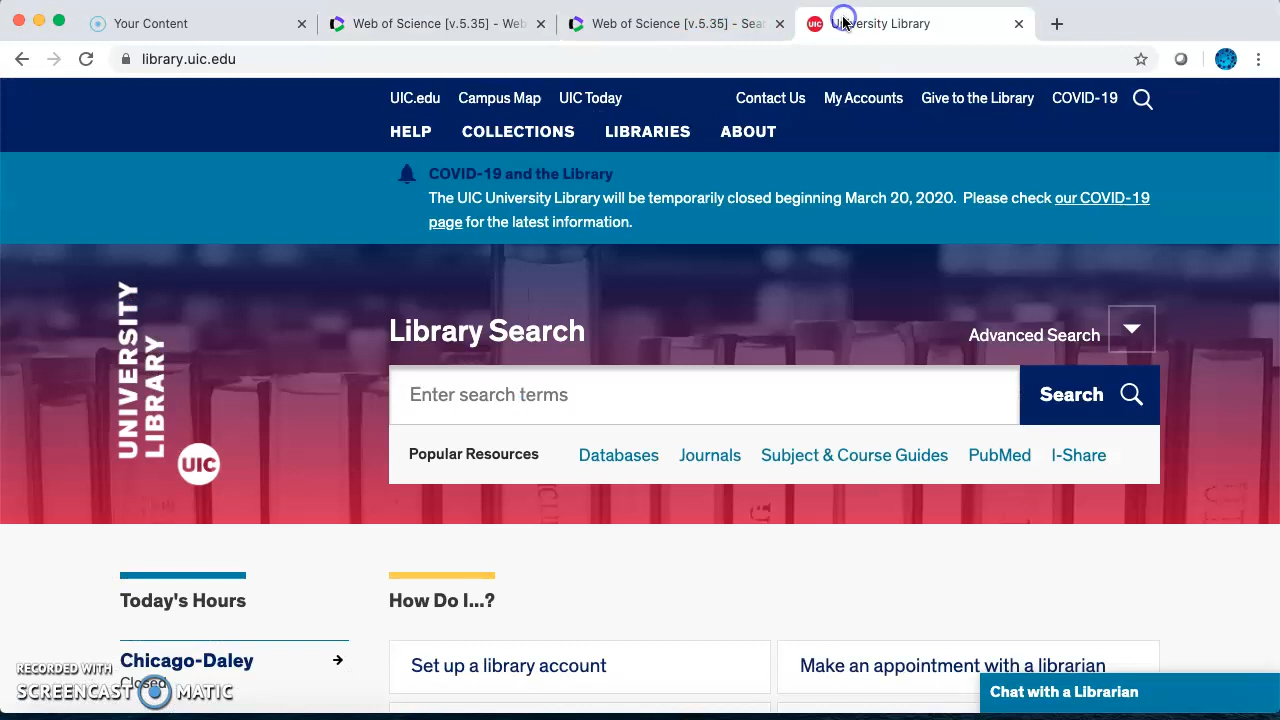 Your Content
Web of Science [v.5.35] - Web
Web of Science [v.5.35] - Sear
University Library
library.uic.edu
UIC.edu Campus Map UIC Today Contact Us My Accounts Give to the Library COVID-19
HELP COLLECTIONS LIBRARIES ABOUT
COVID-19 and the Library
The UIC University Library will be temporarily closed beginning March 20, 2020. Please check our COVID-19
page for the latest information.
UNIVERSITY
LIBRARY
UIC
Library Search
Advanced Search
Enter search terms
Search
Popular Resources Databases Journals Subject & Course Guides PubMed I-Share
Today's Hours
How Do I...?
Chicago-Daley
Closed
Set up a library account
Make an appointment with a librarian
Chat with a Librarian
RECORDED WITH
SCREENCAST MATIC